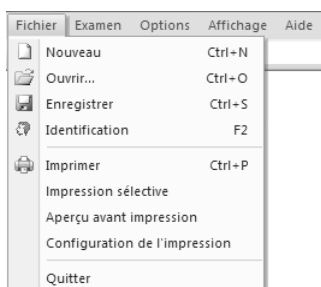 Fichier Examen Options Affichage Aide
Nouveau Ctrl+N
Ouvrir... Ctrl+O
Enregistrer Ctrl+S
Identification F2
Imprimer Ctrl+P
Impression sélective
Aperçu avant impression
Configuration de l'impression
Quitter